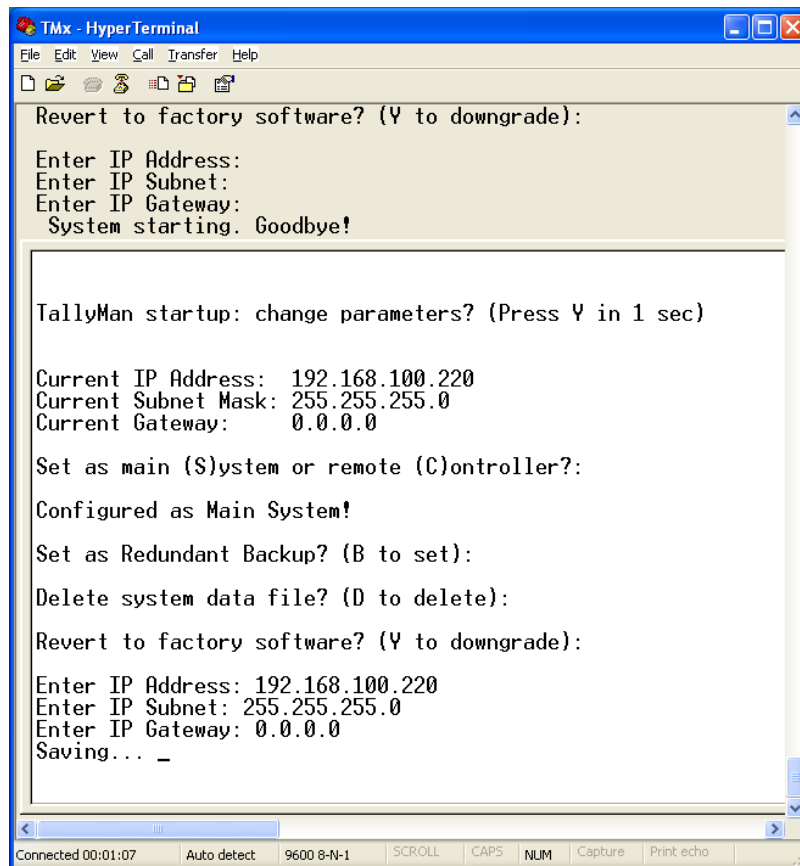 TMx - HyperTerminal
File Edit View Call Transfer Help
Revert to factory software? (Y to downgrade):
Enter IP Address:
Enter IP Subnet:
Enter IP Gateway:
System starting. Goodbye!
TallyMan startup: change parameters? (Press Y in 1 sec)
Current IP Address: 192.168.100.220
Current Subnet Mask: 255.255.255.0
Current Gateway: 0.0.0.0
Set as main (S)ystem or remote (C)ontroller?:
Configured as Main System!
Set as Redundant Backup? (B to set):
Delete system data file? (D to delete):
Revert to factory software? (Y to downgrade):
Enter IP Address: 192.168.100.220
Enter IP Subnet: 255.255.255.0
Enter IP Gateway: 0.0.0.0
Saving... _
Connected 00:01:07 Auto detect 9600 8-N-1 SCROLL CAPS NUM Capture Print echo